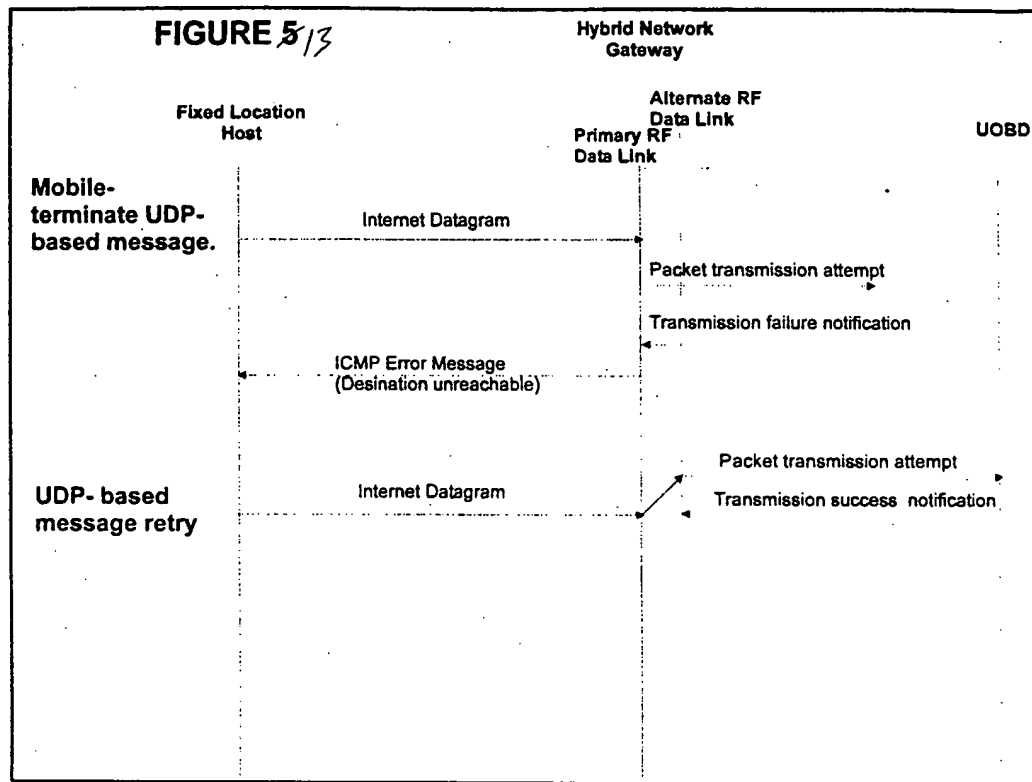 FIGURE 5/13
Hybrid Network
Gateway
Alternate RF
Data Link
Fixed Location
Host
Primary RF
Data Link
UOBD
Mobile-
terminate UDP-
based message.
Internet Datagram
Packet transmission attempt
Transmission failure notification
ICMP Error Message
(Desination unreachable)
Packet transmission attempt
UDP- based
message retry
Internet Datagram
Transmission success notification